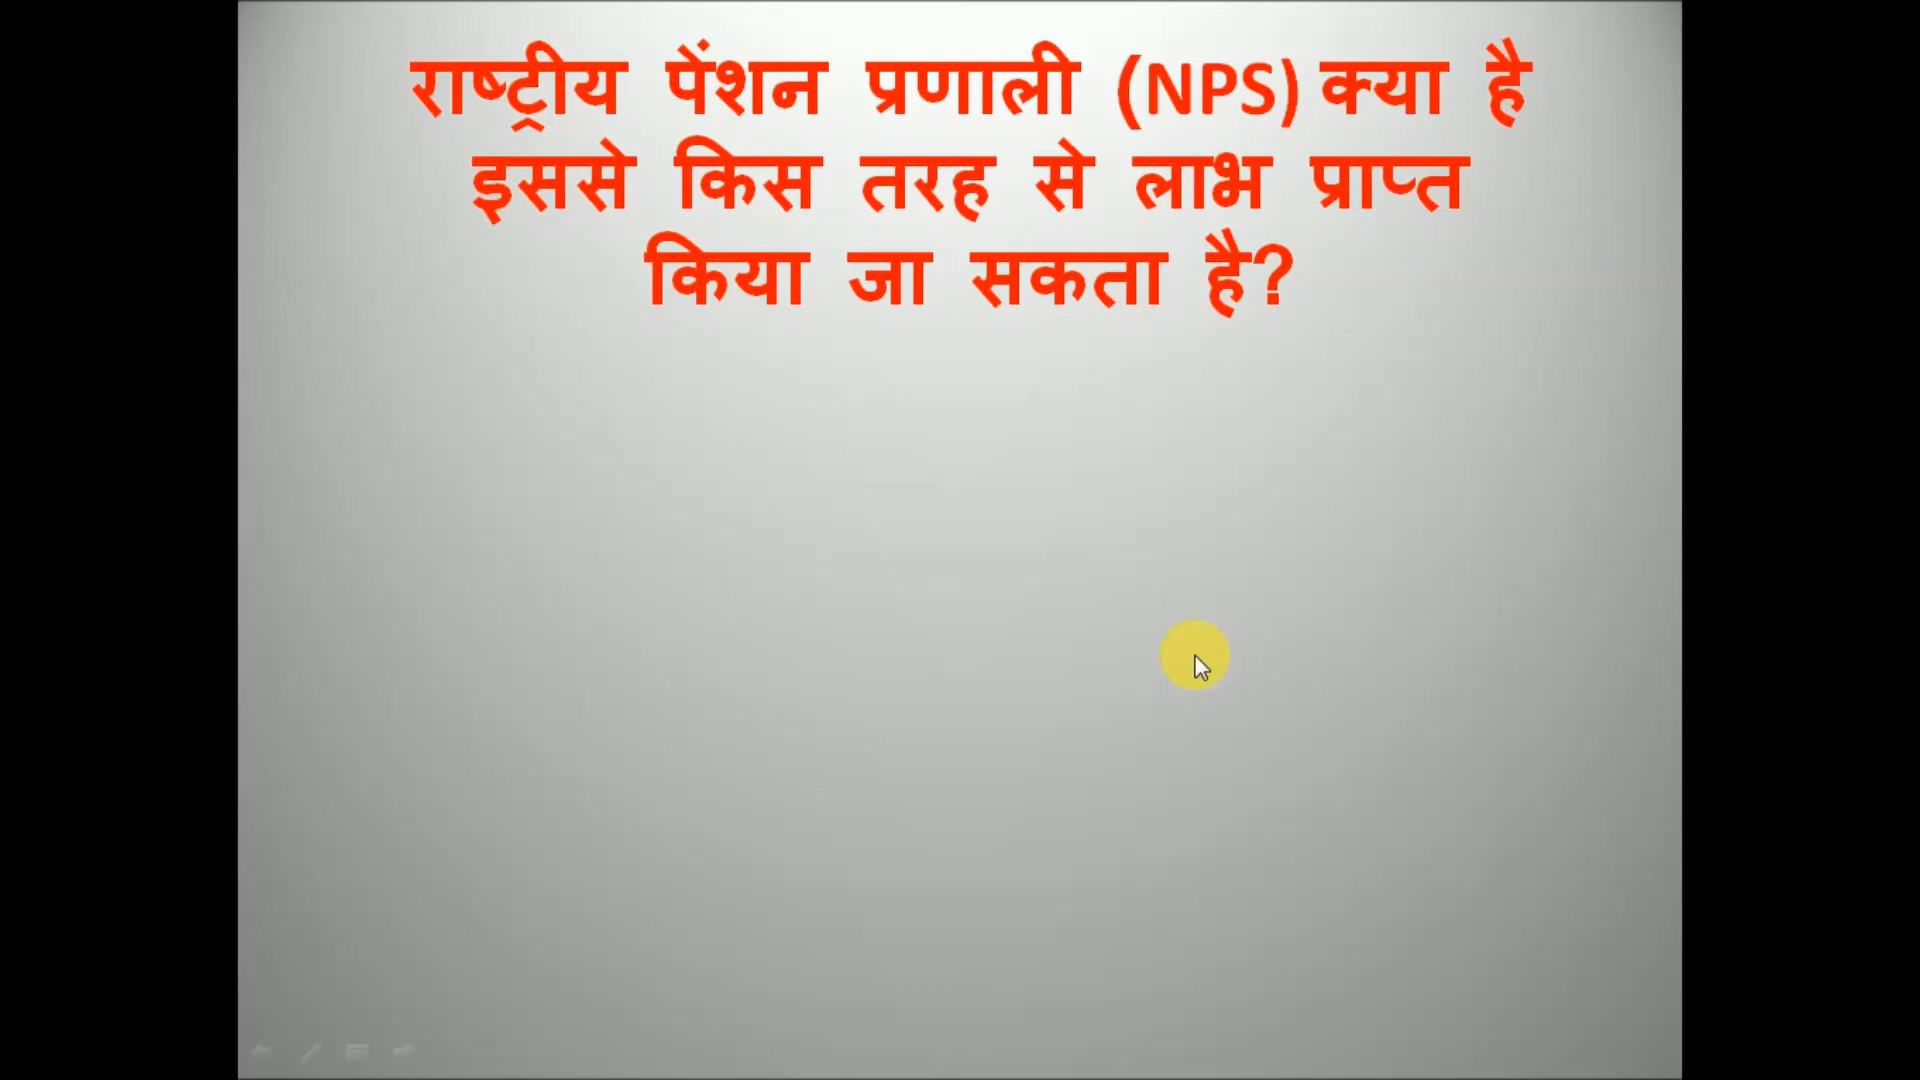 राष्ट्रीय पेंशन प्रणाली (NPS) क्या है
इससे किस तरह से लाभ प्राप्त
किया जा सकता है?